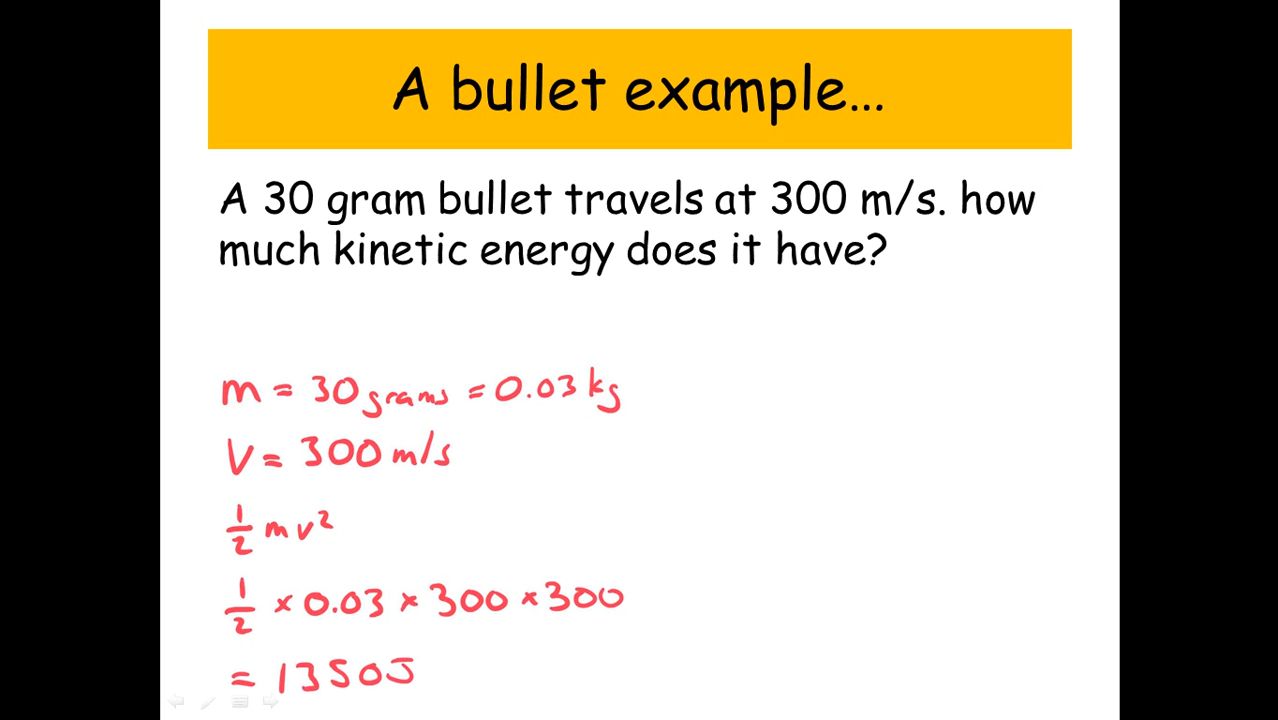 A bullet example...
A 30 gram bullet travels at 300 m/s. how
much kinetic energy does it have?
m = 30 grams = 0.03 kg
V = 300 m/s
½ m v²
½ × 0.03 × 300 × 300
= 1350J